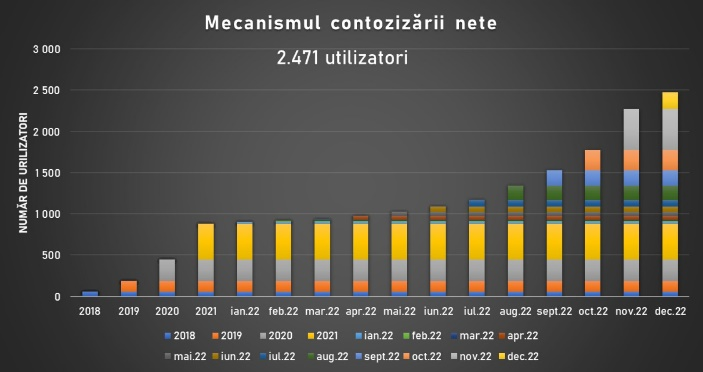 Mecanismul contozizării nete
2.471 utilizatori
NUMĂR DE UTILIZATORI
3 000
2 500
2 000
1 500
1 000
500
0
2018 2019 2020 2021 ian.22 feb.22 mar.22 apr.22 mai.22 iun.22 iul.22 aug.22 sept.22 oct.22 nov.22 dec.22
2018 2019 2020 2021 ian.22 feb.22 mar.22 apr.22
mai.22 iun.22 iul.22 aug.22 sept.22 oct.22 nov.22 dec.22